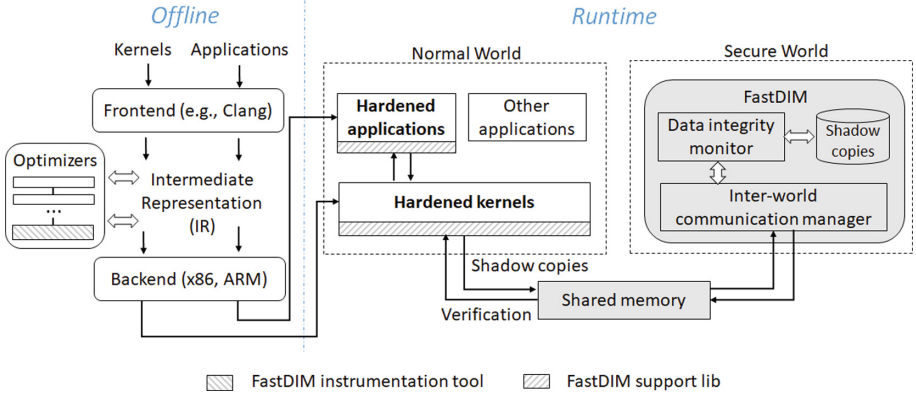 Offline
Runtime
Kernels Applications
Frontend (e.g., Clang)
Optimizers
...
Intermediate
Representation
(IR)
Backend (x86, ARM)
Normal World
Hardened
applications
Other
applications
Hardened kernels
Shadow copies
Verification
Shared memory
Secure World
FastDIM
Data integrity
monitor
Shadow
copies
Inter-world
communication manager
FastDIM instrumentation tool
FastDIM support lib